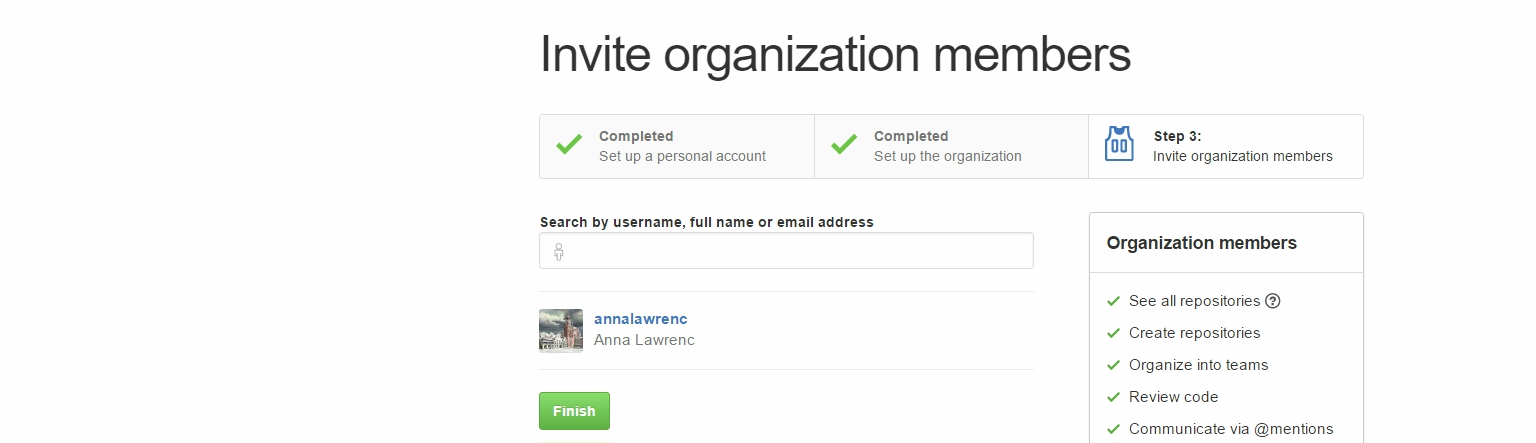 Invite organization members
Completed
Set up a personal account
Completed
Set up the organization
Step 3:
Invite organization members
Search by username, full name or email address
annalawrenc
Anna Lawrenc
Finish
Organization members
See all repositories
Create repositories
Organize into teams
Review code
Communicate via @mentions